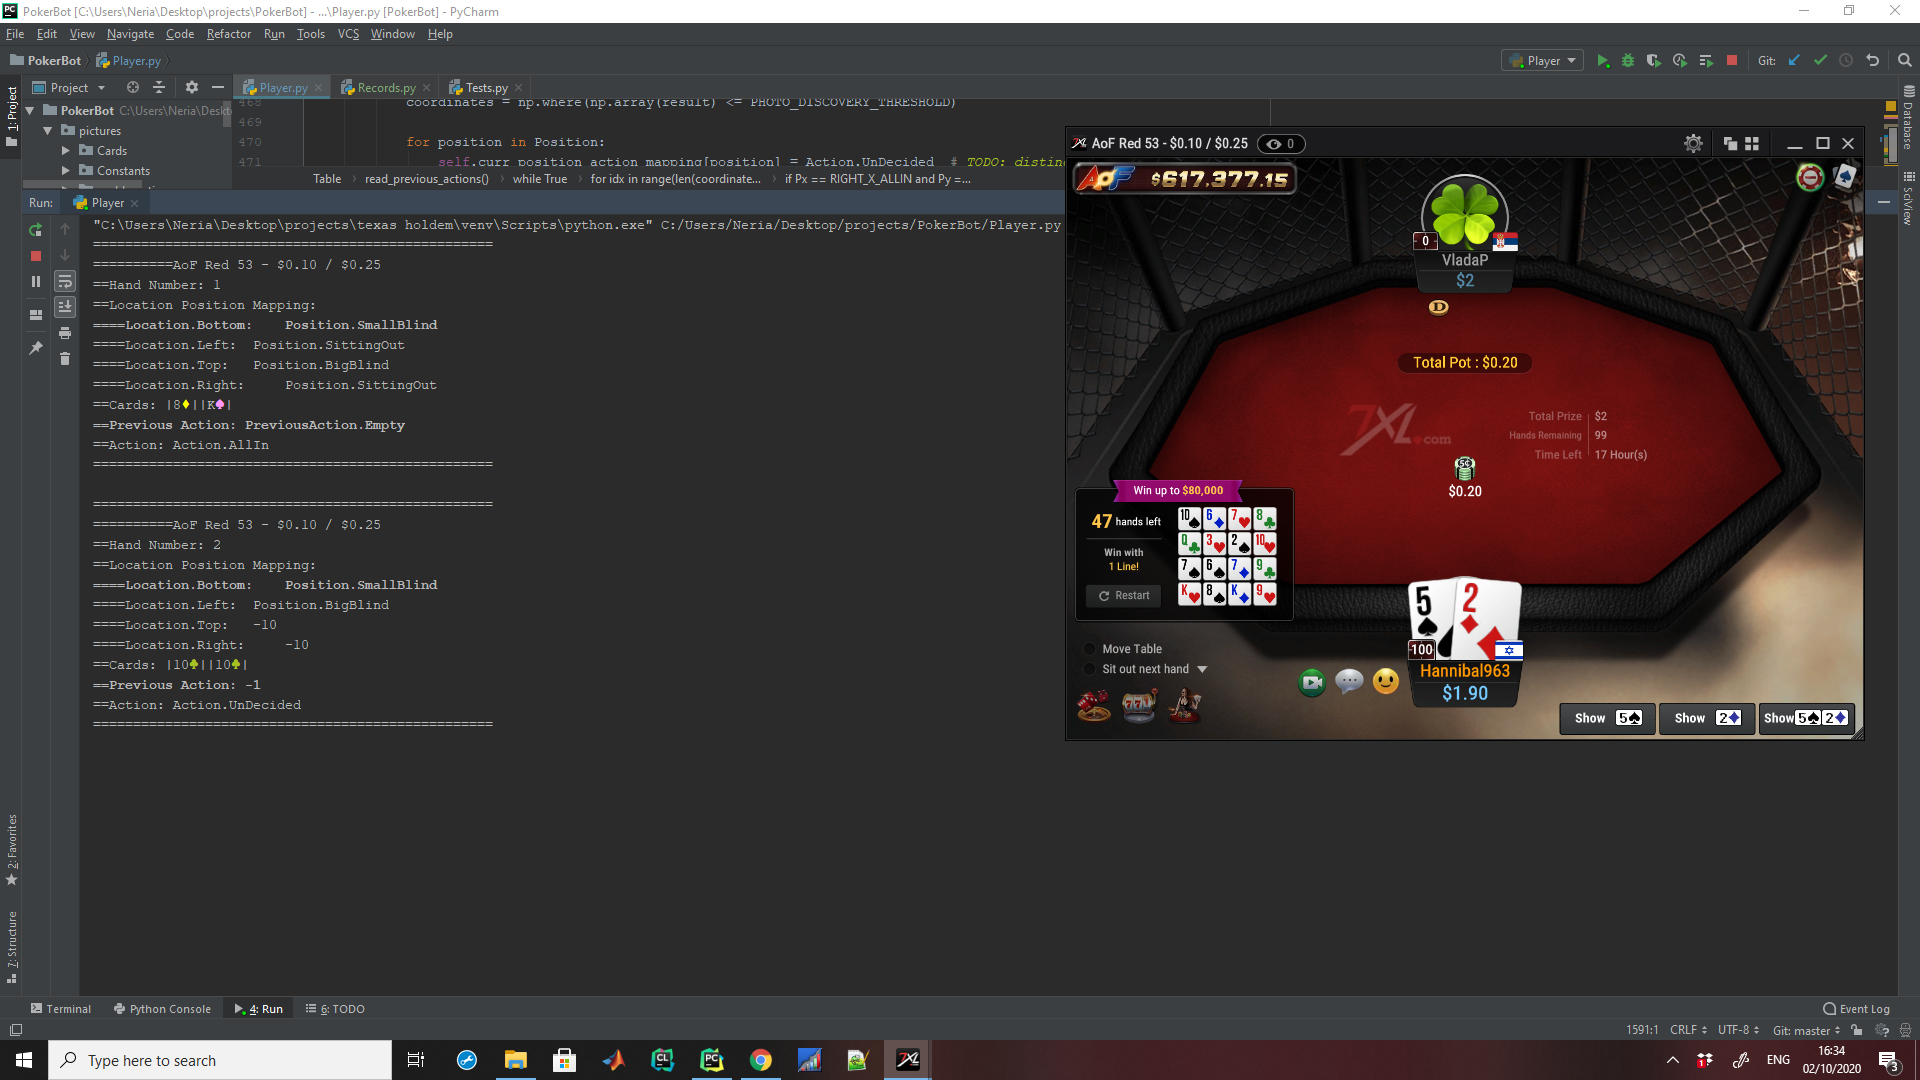 PokerBot [C:\Users\Neria\Desktop\projects\PokerBot] - ...\Player.py [PokerBot] - PyCharm
File Edit View Navigate Code Refactor Run Tools VCS Window Help
PokerBot Player.py
Player
Git:
Project
Player.py
Records.py
Tests.py
1: Project
PokerBot C:\Users\Neria\Deskt
pictures
Cards
Constants
468 coordinates = np.where(np.array(result) <= PHOTO_DISCOVERY_THRESHOLD)
469
470 for position in Position:
471 self.curr_position_action_mapping[position] = Action.UnDecided # TODO: distin
Table read_previous_actions() while True for idx in range(len(coordinate... if Px == RIGHT_X_ALLIN and Py =...
Database
SciView
Run: Player
"C:\Users\Neria\Desktop\projects\texas holdem\venv\Scripts\python.exe" C:/Users/Neria/Desktop/projects/PokerBot/Player.py
==================================================
==========AoF Red 53 - $0.10 / $0.25
==Hand Number: 1
==Location Position Mapping:
====Location.Bottom: Position.SmallBlind
====Location.Left: Position.SittingOut
====Location.Top: Position.BigBlind
====Location.Right: Position.SittingOut
==Cards: |8♦||K♠|
==Previous Action: PreviousAction.Empty
==Action: Action.AllIn
==================================================
==================================================
==========AoF Red 53 - $0.10 / $0.25
==Hand Number: 2
==Location Position Mapping:
====Location.Bottom: Position.SmallBlind
====Location.Left: Position.BigBlind
====Location.Top: -10
====Location.Right: -10
==Cards: |10♣||10♣|
==Previous Action: -1
==Action: Action.UnDecided
==================================================
AoF Red 53 - $0.10 / $0.25 0
AoF $617,377.15
0
VladaP
$2
D
Total Pot : $0.20
7XL.com
Total Prize $2
Hands Remaining 99
Time Left 17 Hour(s)
5¢
$0.20
Win up to $80,000
47 hands left
Win with
1 Line!
Restart
10♠ 6♦ 7♥ 8♣
Q♣ 3♥ 2♠ 10♥
7♠ 6♠ 7♦ 9♣
K♥ 8♠ K♦ 9♥
Move Table
Sit out next hand
5♠ 2♦
100
Hannibal963
$1.90
Show 5♠
Show 2♦
Show 5♠ 2♦
2: Favorites
7: Structure
Terminal Python Console 4: Run 6: TODO
Event Log
1591:1 CRLF UTF-8 Git: master
Type here to search
CL
PC
7XL
1
ENG
16:34
02/10/2020
3